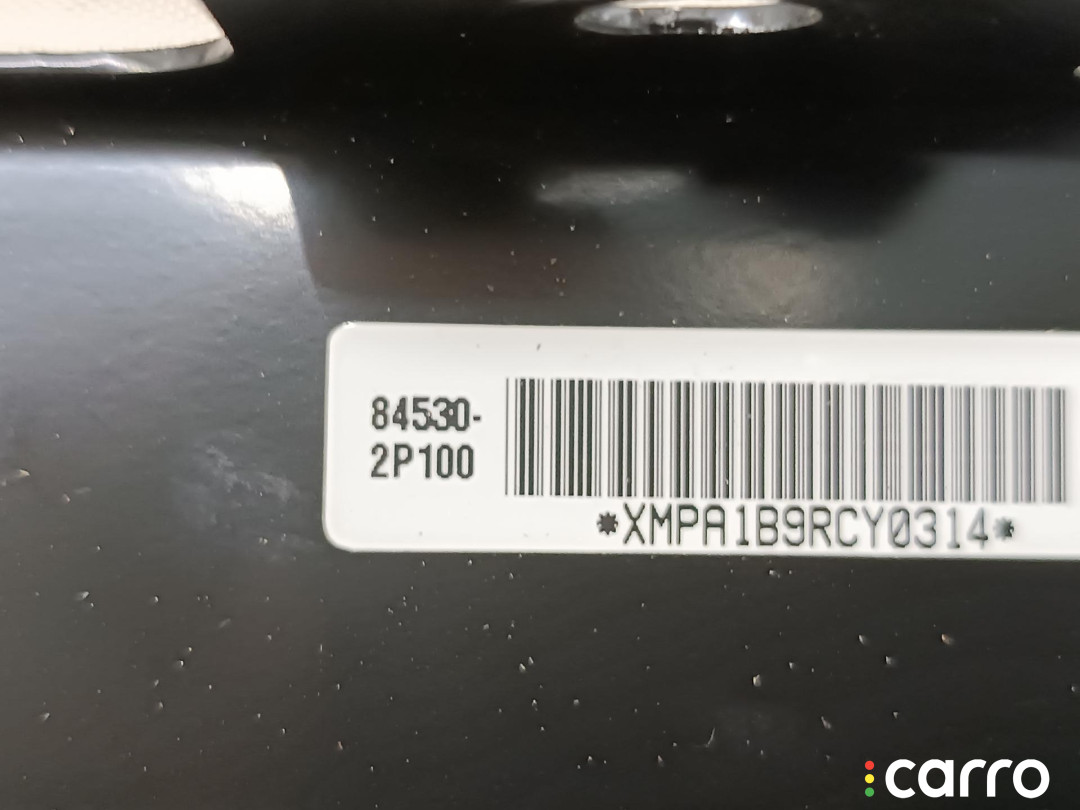 84530-
2P100
*XMPA1B9RCY0314*
carro